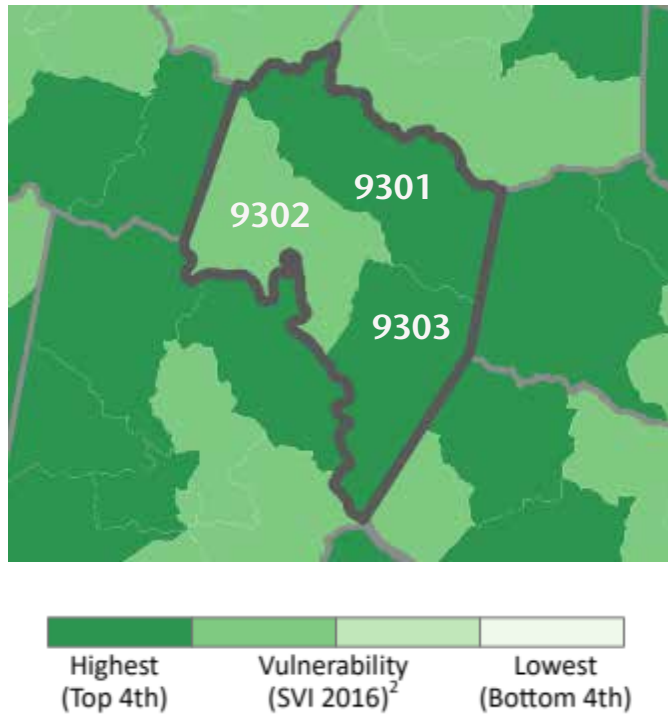 9301
9302
9303
Highest
(Top 4th)
Vulnerability
(SVI 2016)²
Lowest
(Bottom 4th)